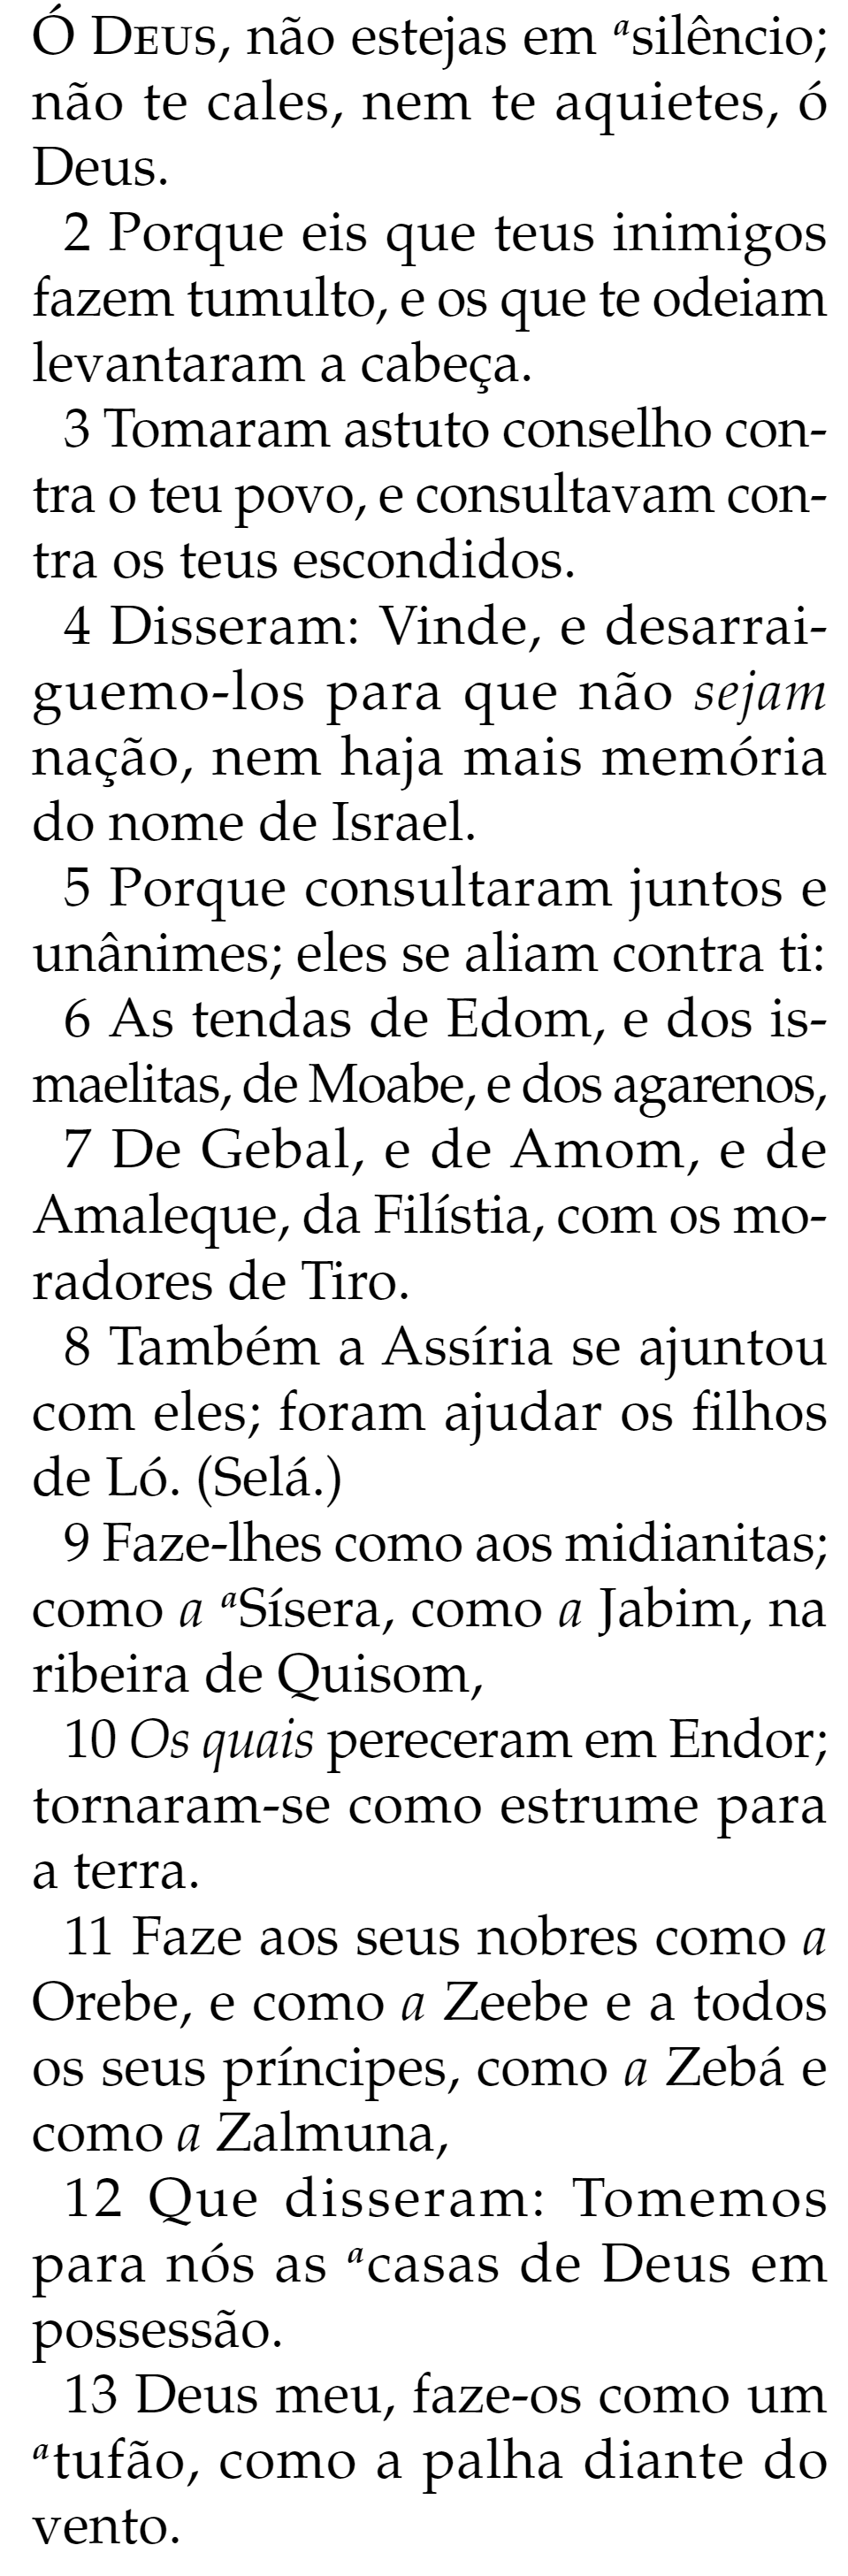 Ó DEUS, não estejas em ᵃsilêncio;
não te cales, nem te aquietes, ó
Deus.
2 Porque eis que teus inimigos
fazem tumulto, e os que te odeiam
levantaram a cabeça.
3 Tomaram astuto conselho con-
tra o teu povo, e consultavam con-
tra os teus escondidos.
4 Disseram: Vinde, e desarrai-
guemo-los para que não sejam
nação, nem haja mais memória
do nome de Israel.
5 Porque consultaram juntos e
unânimes; eles se aliam contra ti:
6 As tendas de Edom, e dos is-
maelitas, de Moabe, e dos agarenos,
7 De Gebal, e de Amom, e de
Amaleque, da Filístia, com os mo-
radores de Tiro.
8 Também a Assíria se ajuntou
com eles; foram ajudar os filhos
de Ló. (Selá.)
9 Faze-lhes como aos midianitas;
como a ᵃSísera, como a Jabim, na
ribeira de Quisom,
10 Os quais pereceram em Endor;
tornaram-se como estrume para
a terra.
11 Faze aos seus nobres como a
Orebe, e como a Zeebe e a todos
os seus príncipes, como a Zebá e
como a Zalmuna,
12 Que disseram: Tomemos
para nós as ᵃcasas de Deus em
possessão.
13 Deus meu, faze-os como um
ᵃtufão, como a palha diante do
vento.